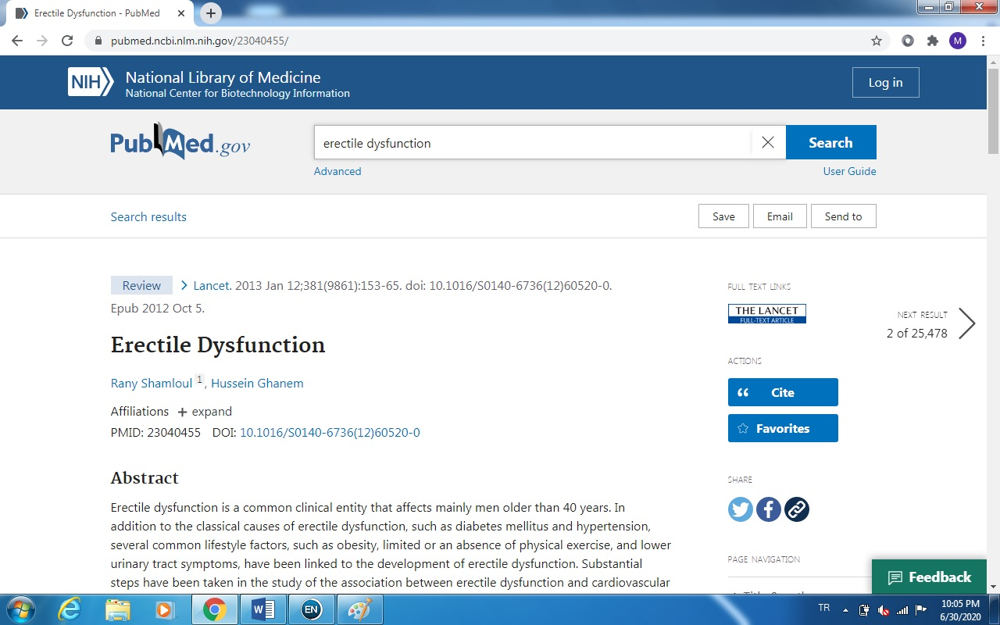 Erectile Dysfunction - PubMed
pubmed.ncbi.nlm.nih.gov/23040455/
M
NIH
National Library of Medicine
National Center for Biotechnology Information
Log in
PubMed.gov
erectile dysfunction
Search
Advanced
User Guide
Search results
Save
Email
Send to
Review
Lancet. 2013 Jan 12;381(9861):153-65. doi: 10.1016/S0140-6736(12)60520-0.
Epub 2012 Oct 5.
Erectile Dysfunction
Rany Shamloul 1, Hussein Ghanem
Affiliations + expand
PMID: 23040455 DOI: 10.1016/S0140-6736(12)60520-0
Abstract
Erectile dysfunction is a common clinical entity that affects mainly men older than 40 years. In
addition to the classical causes of erectile dysfunction, such as diabetes mellitus and hypertension,
several common lifestyle factors, such as obesity, limited or an absence of physical exercise, and lower
urinary tract symptoms, have been linked to the development of erectile dysfunction. Substantial
steps have been taken in the study of the association between erectile dysfunction and cardiovascular
FULL TEXT LINKS
THE LANCET
FULL-TEXT ARTICLE
NEXT RESULT
2 of 25,478
ACTIONS
Cite
Favorites
SHARE
PAGE NAVIGATION
Feedback
EN
TR
10:05 PM
6/30/2020